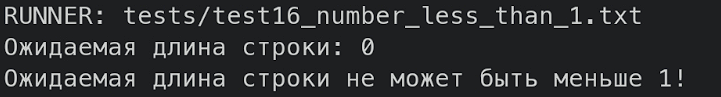 RUNNER: tests/test16_number_less_than_1.txt
Ожидаемая длина строки: 0
Ожидаемая длина строки не может быть меньше 1!